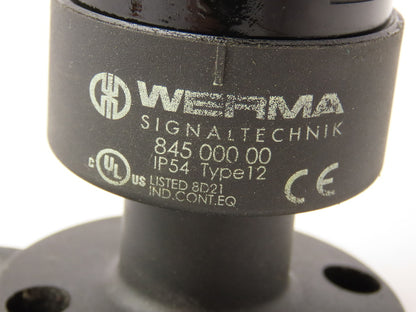 WERMA
SIGNALTECHNIK
845 000 00
IP54 Type12
C UL US LISTED 8D21
IND.CONT.EQ
CE